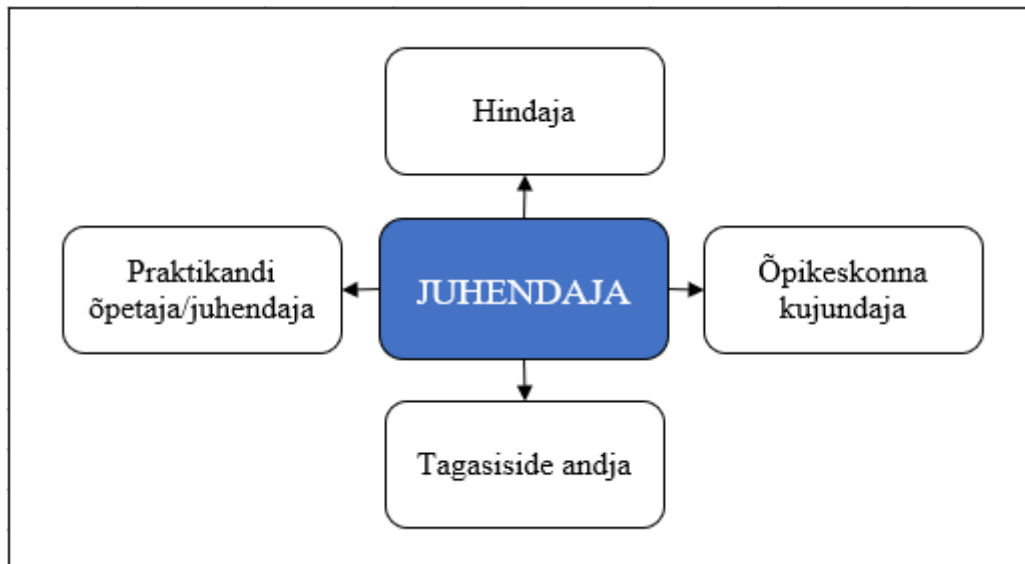 Hindaja
Praktikandi
õpetaja/juhendaja
JUHENDAJA
Õpikeskonna
kujundaja
Tagasiside andja